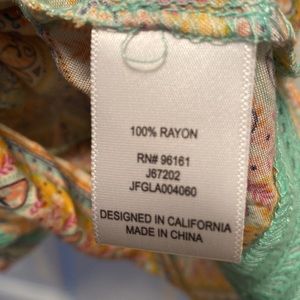 100% RAYON
RN# 96161
J67202
JFGLA004060
DESIGNED IN CALIFORNIA
MADE IN CHINA